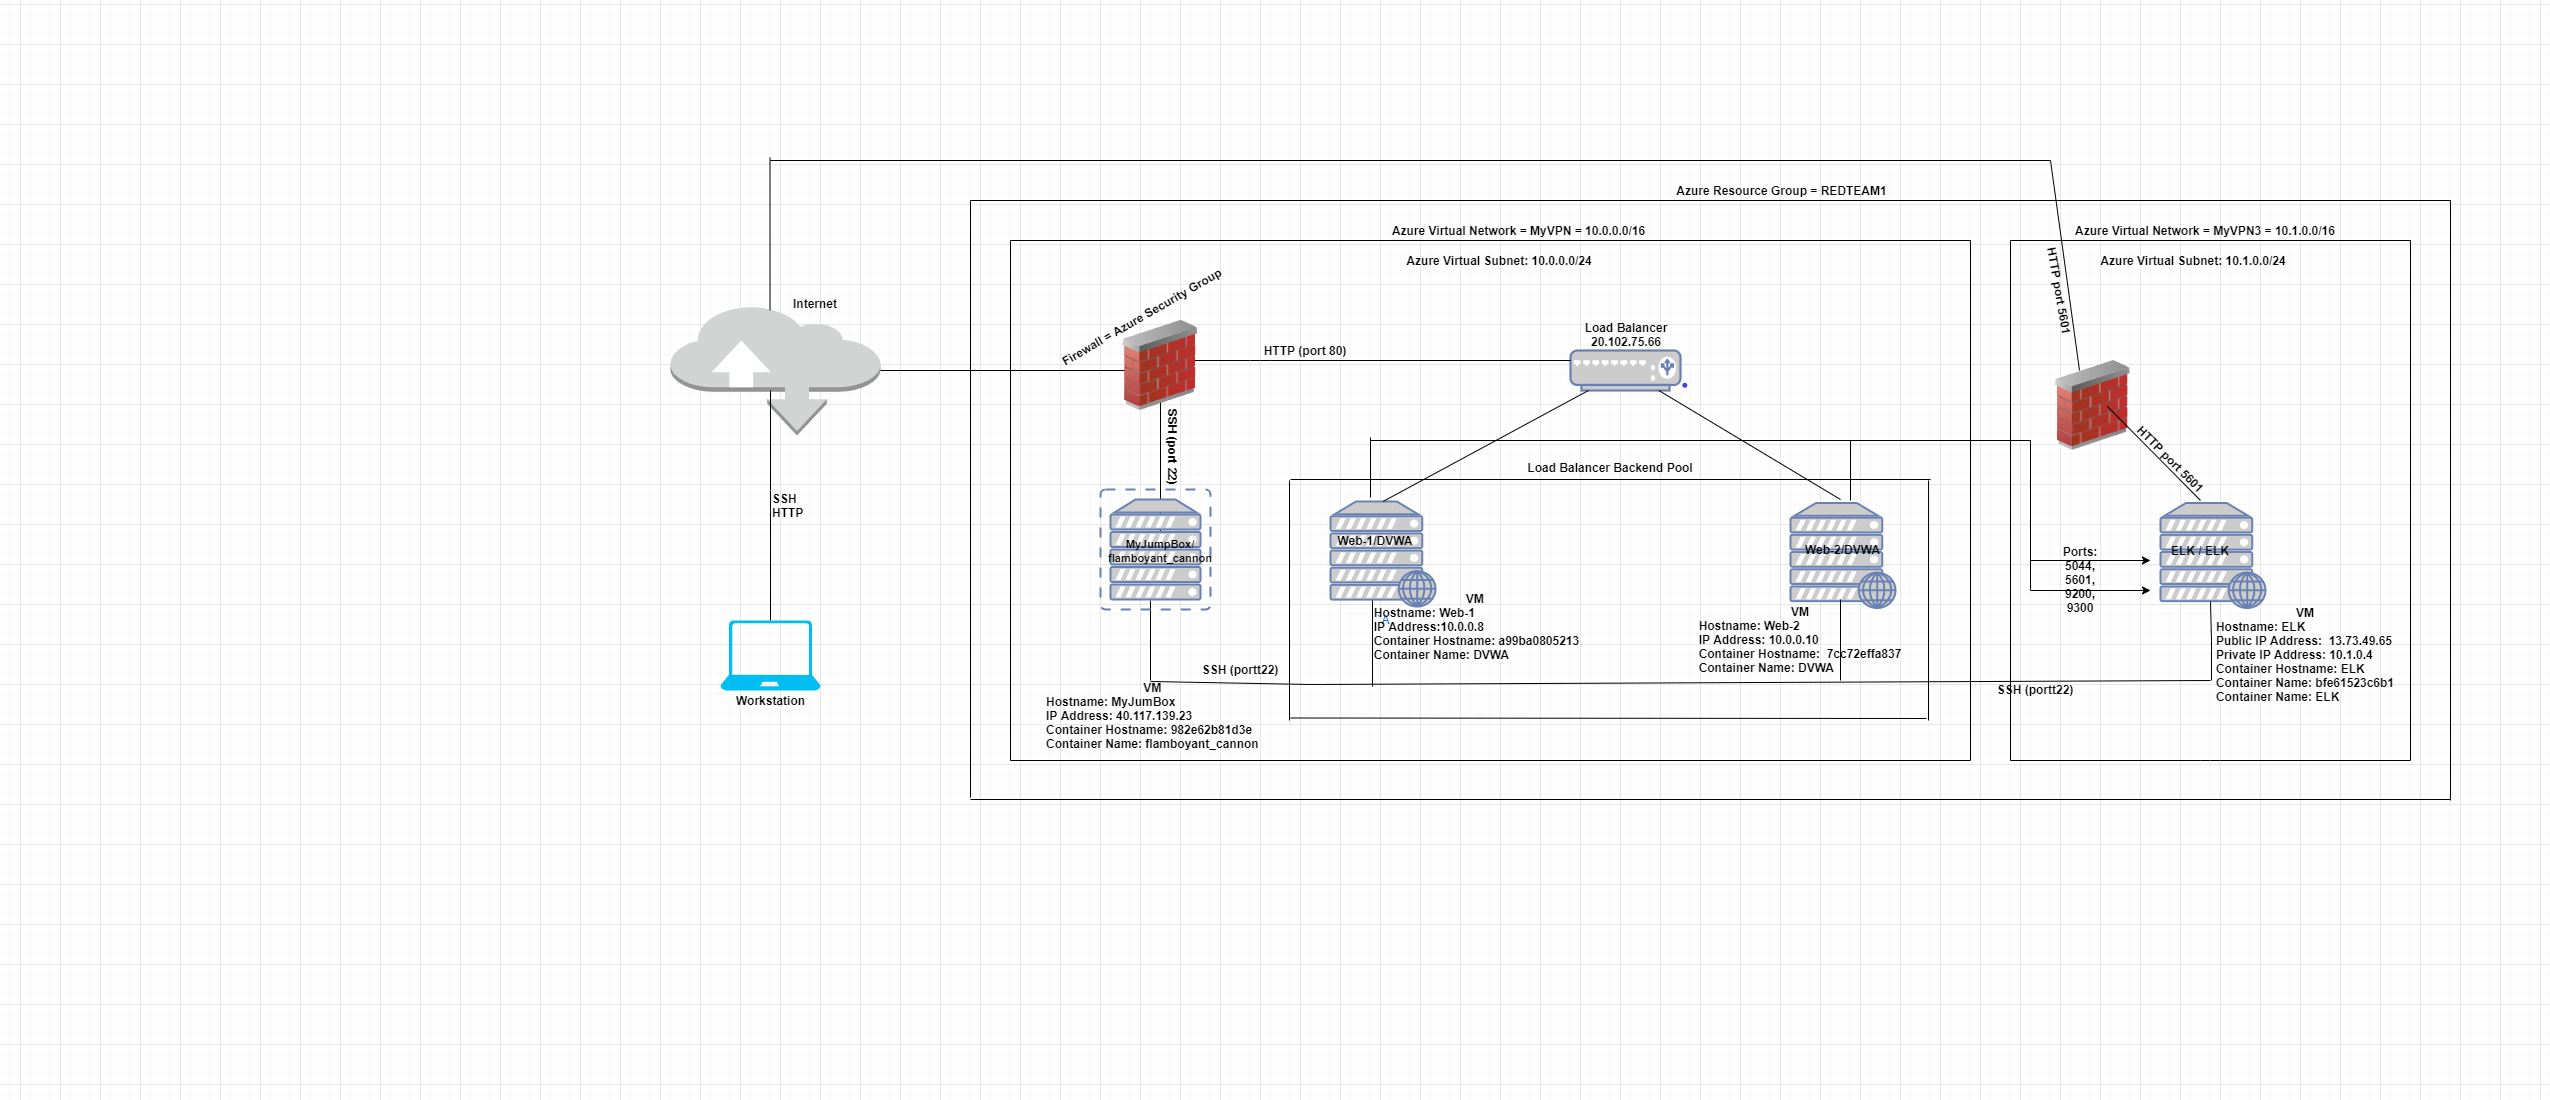 Azure Resource Group = REDTEAM1
Azure Virtual Network = MyVPN = 10.0.0.0/16
Azure Virtual Network = MyVPN3 = 10.1.0.0/16
Azure Virtual Subnet: 10.0.0.0/24
Azure Virtual Subnet: 10.1.0.0/24
Internet
Firewall = Azure Security Group
HTTP port 5601
Load Balancer
20.102.75.66
HTTP (port 80)
SSH (port 22)
HTTP port 5601
Load Balancer Backend Pool
SSH
HTTP
MyJumpBox/
flamboyant_cannon
Web-1/DVWA
Web-2/DVWA
Ports:
5044,
5601,
9200,
9300
ELK / ELK
VM
Hostname: Web-1
A
IP Address:10.0.0.8
Container Hostname: a99ba0805213
Container Name: DVWA
VM
Hostname: Web-2
IP Address: 10.0.0.10
Container Hostname: 7cc72effa837
Container Name: DVWA
VM
Hostname: ELK
Public IP Address: 13.73.49.65
Private IP Address: 10.1.0.4
Container Hostname: ELK
Container Name: bfe61523c6b1
Container Name: ELK
SSH (portt22)
SSH (portt22)
Workstation
VM
Hostname: MyJumBox
IP Address: 40.117.139.23
Container Hostname: 982e62b81d3e
Container Name: flamboyant_cannon